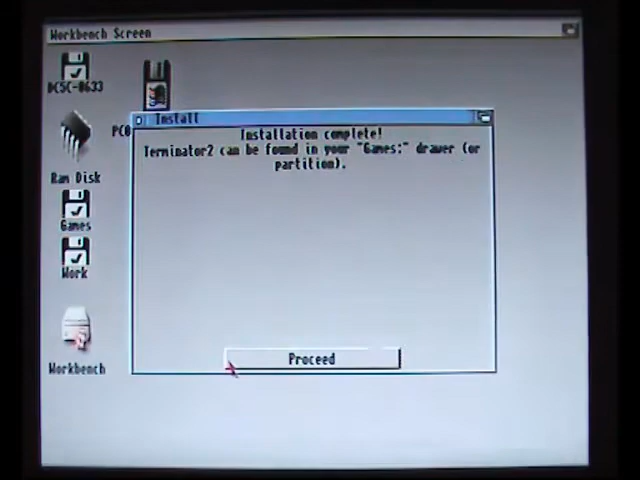 Workbench Screen
DC5C-0633
Install
PC0
Installation complete!
Terminator2 can be found in your "Games:" drawer (or
partition).
Ram Disk
Games
Work
Workbench
Proceed